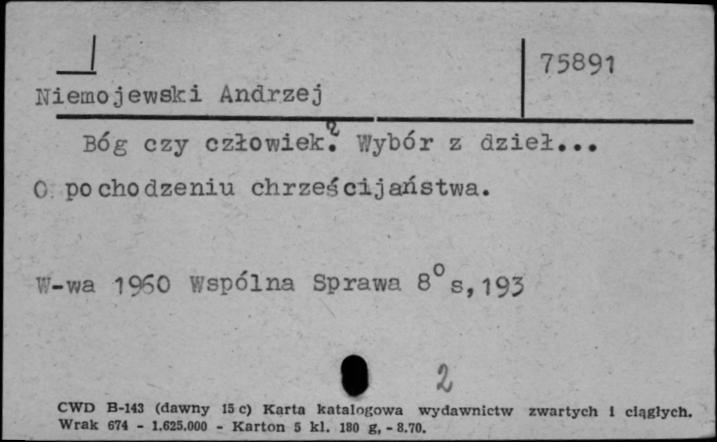 75891
Niemojewski Andrzej
Bóg czy człowiek? Wybór z dzieł...
O pochodzeniu chrześcijaństwa.
W-wa 1960 Wspólna Sprawa 8° s,193
2
CWD B-143 (dawny 15 c) Karta katalogowa wydawnictw zwartych i ciągłych.
Wrak 674 - 1.625.000 - Karton 5 kl. 180 g, - 8.70.